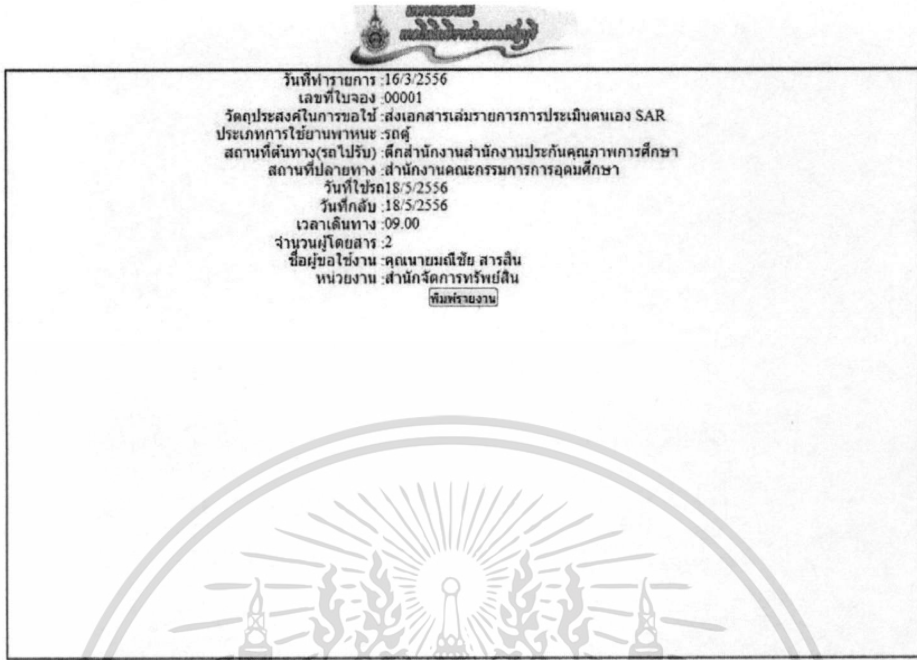 วันที่ทำรายการ :16/3/2556
เลขที่ใบจอง :00001
วัตถุประสงค์ในการขอใช้ :ส่งเอกสารเล่มรายการการประเมินตนเอง SAR
ประเภทการใช้ยานพาหนะ :รถตู้
สถานที่ต้นทาง(รถไปรับ) :ตึกสำนักงานสำนักงานประกันคุณภาพการศึกษา
สถานที่ปลายทาง :สำนักงานคณะกรรมการการอุดมศึกษา
วันที่ใช้รถ18/5/2556
วันที่กลับ :18/5/2556
เวลาเดินทาง :09.00
จำนวนผู้โดยสาร :2
ชื่อผู้ขอใช้งาน :คุณนายมณีชัย สารสิน
หน่วยงาน :สำนักจัดการทรัพย์สิน
พิมพ์รายงาน